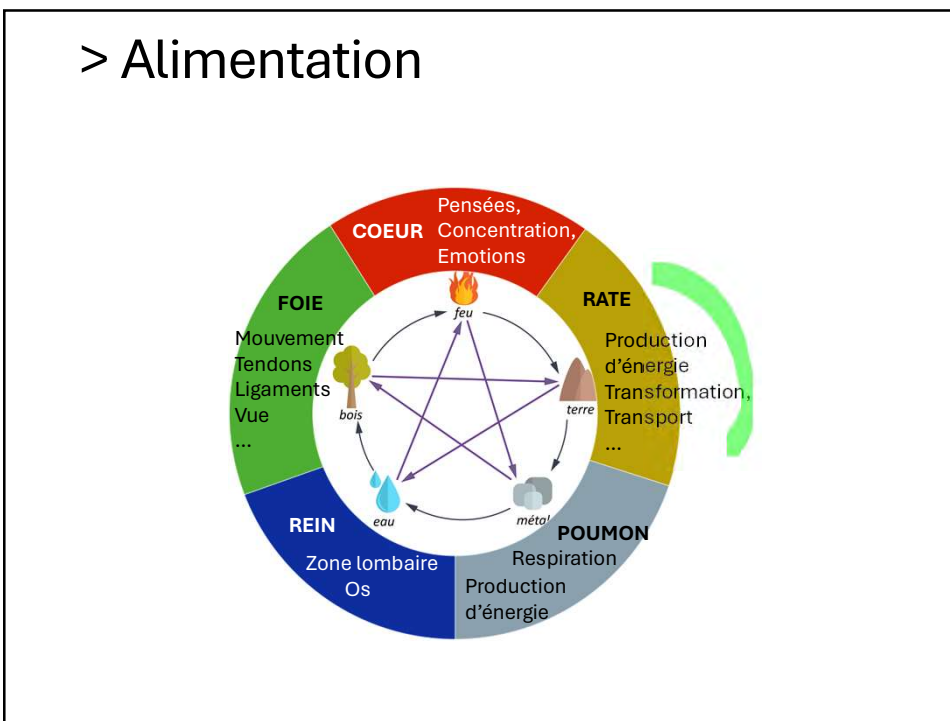 > Alimentation
COEUR
Pensées,
Concentration,
Emotions
FOIE
Mouvement
Tendons
Ligaments
Vue
...
RATE
Production
d'énergie
Transformation,
Transport
...
feu
bois
terre
eau
métal
REIN
Zone lombaire
Os
POUMON
Respiration
Production
d'énergie